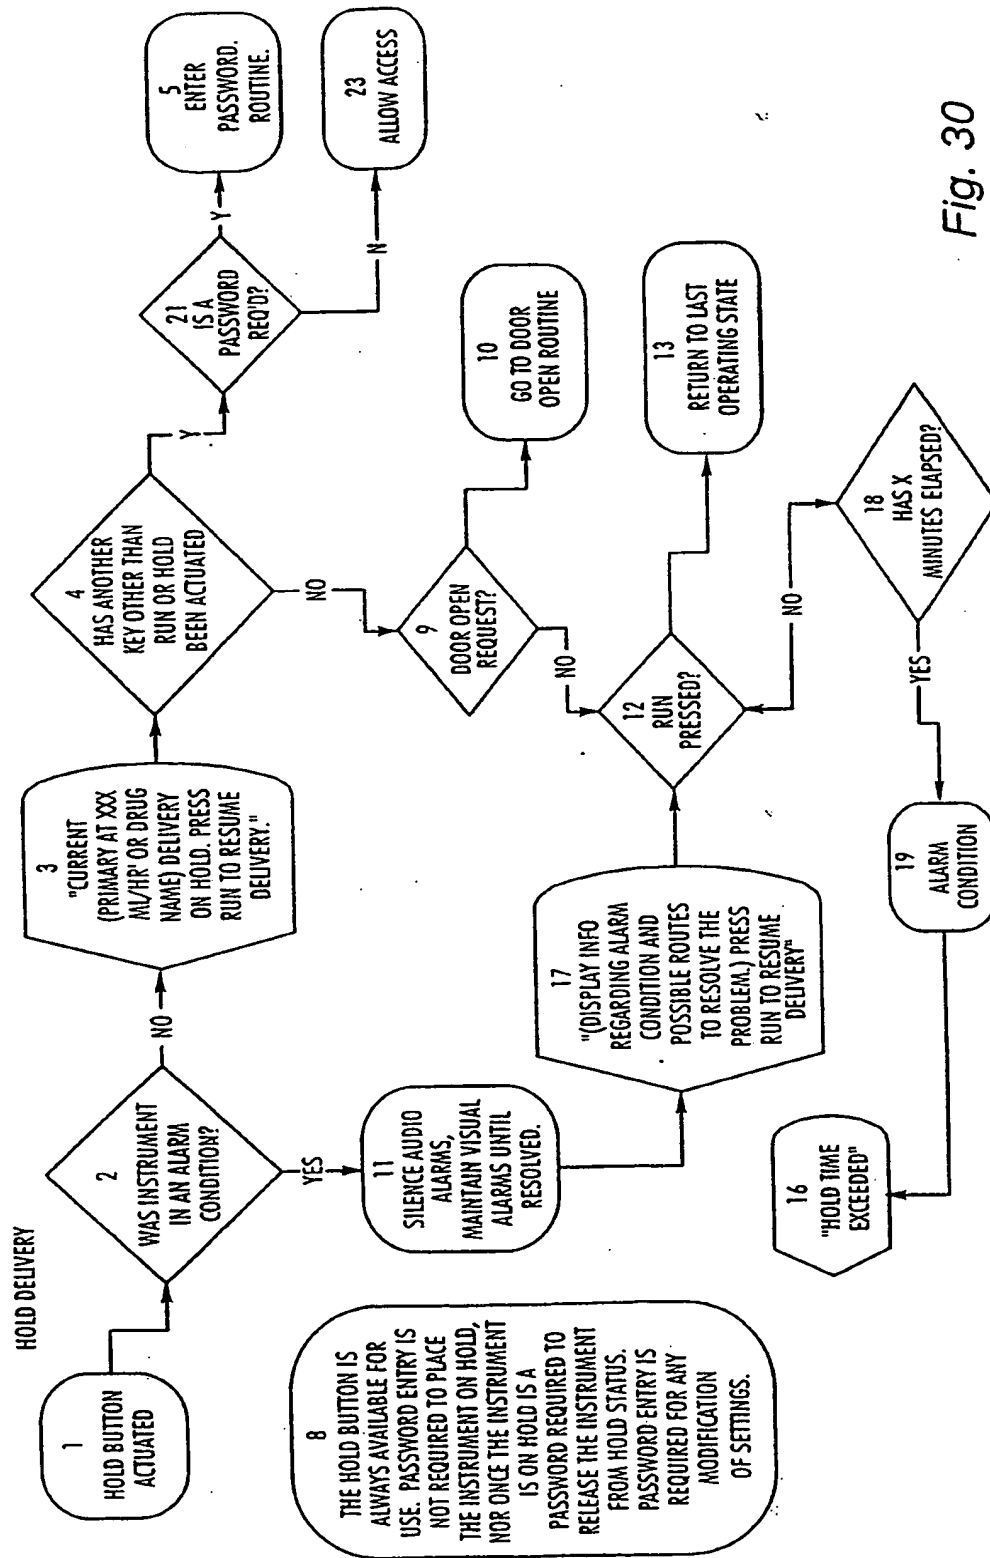 HOLD DELIVERY
1
HOLD BUTTON
ACTUATED
2
WAS INSTRUMENT
IN AN ALARM
CONDITION?
NO
YES
3
"CURRENT
(PRIMARY AT XXX
ML/HR' OR DRUG
NAME) DELIVERY
ON HOLD. PRESS
RUN TO RESUME
DELIVERY."
4
HAS ANOTHER
KEY OTHER THAN
RUN OR HOLD
BEEN ACTUATED
Y
NO
21
IS A
PASSWORD
REQ'D?
Y
N
5
ENTER
PASSWORD.
ROUTINE.
23
ALLOW ACCESS
9
DOOR OPEN
REQUEST?
NO
10
GO TO DOOR
OPEN ROUTINE
11
SILENCE AUDIO
ALARMS,
MAINTAIN VISUAL
ALARMS UNTIL
RESOLVED.
17
"(DISPLAY INFO
REGARDING ALARM
CONDITION AND
POSSIBLE ROUTES
TO RESOLVE THE
PROBLEM.) PRESS
RUN TO RESUME
DELIVERY"
12
RUN
PRESSED?
NO
13
RETURN TO LAST
OPERATING STATE
18
HAS X
MINUTES ELAPSED?
YES
19
ALARM
CONDITION
16
"HOLD TIME
EXCEEDED"
8
THE HOLD BUTTON IS
ALWAYS AVAILABLE FOR
USE. PASSWORD ENTRY IS
NOT REQUIRED TO PLACE
THE INSTRUMENT ON HOLD,
NOR ONCE THE INSTRUMENT
IS ON HOLD IS A
PASSWORD REQUIRED TO
RELEASE THE INSTRUMENT
FROM HOLD STATUS.
PASSWORD ENTRY IS
REQUIRED FOR ANY
MODIFICATION
OF SETTINGS.
Fig. 30